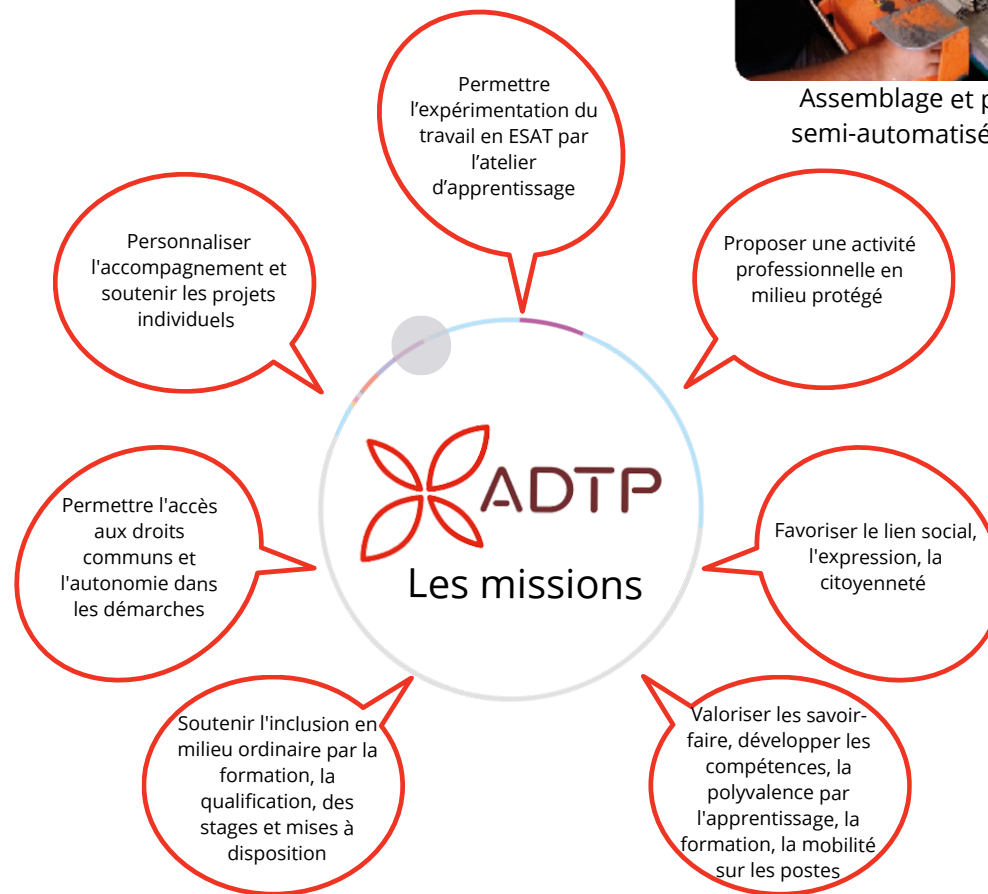 Assemblage et
semi-automatisé
Permettre
l’expérimentation du
travail en ESAT par
l’atelier
d’apprentissage
Personnaliser
l'accompagnement et
soutenir les projets
individuels
Proposer une activité
professionnelle en
milieu protégé
ADTP
Les missions
Permettre l'accès
aux droits
communs et
l'autonomie dans
les démarches
Favoriser le lien social,
l'expression, la
citoyenneté
Soutenir l'inclusion en
milieu ordinaire par la
formation, la
qualification, des
stages et mises à
disposition
Valoriser les savoir-
faire, développer les
compétences, la
polyvalence par
l'apprentissage, la
formation, la mobilité
sur les postes